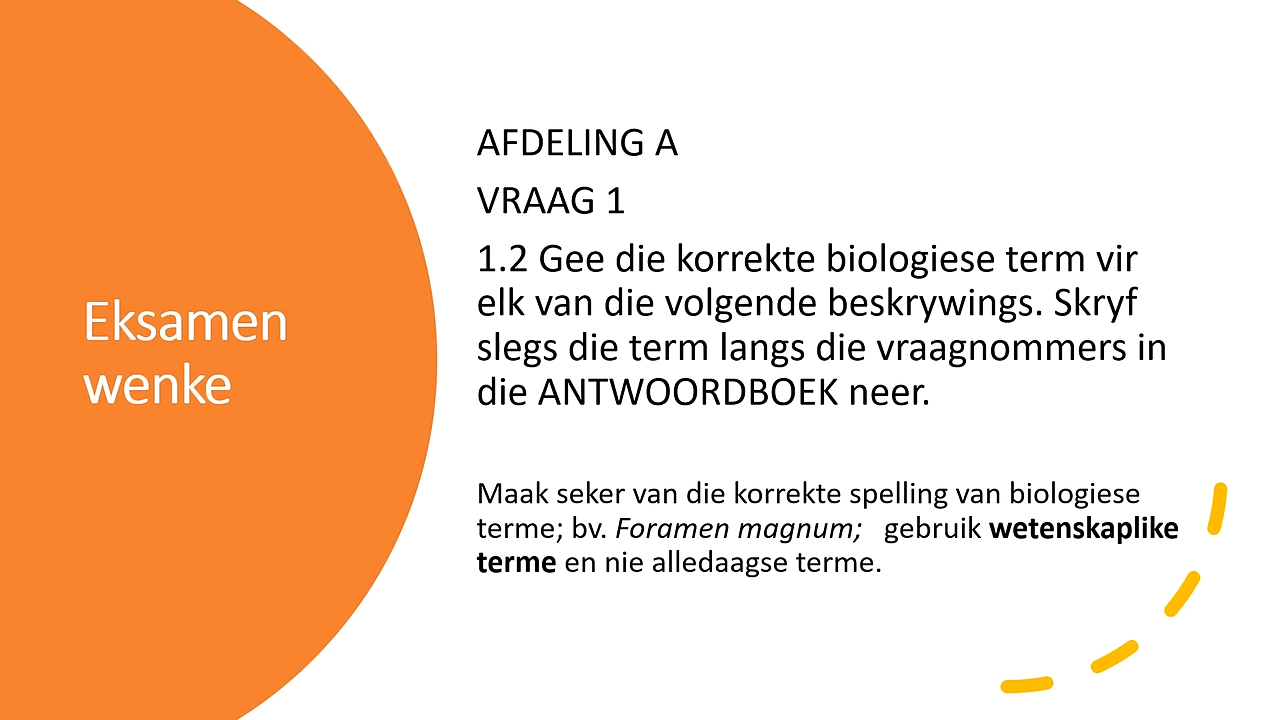 Eksamen
wenke
AFDELING A
VRAAG 1
1.2 Gee die korrekte biologiese term vir
elk van die volgende beskrywings. Skryf
slegs die term langs die vraagnommers in
die ANTWOORDBOEK neer.
Maak seker van die korrekte spelling van biologiese
terme; bv. Foramen magnum; gebruik wetenskaplike
terme en nie alledaagse terme.